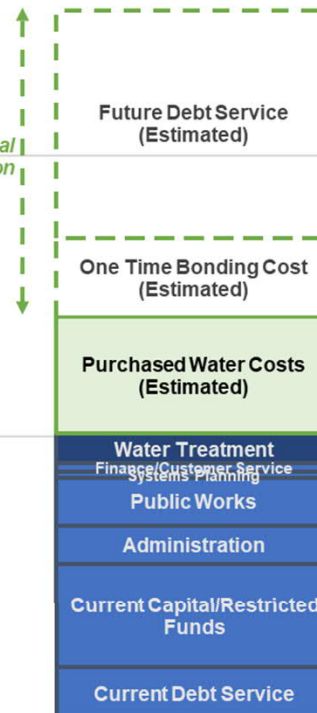 Future Debt Service
(Estimated)
One Time Bonding Cost
(Estimated)
Purchased Water Costs
(Estimated)
Water Treatment
Finance/Customer Service
Systems Planning
Public Works
Administration
Current Capital/Restricted
Funds
Current Debt Service